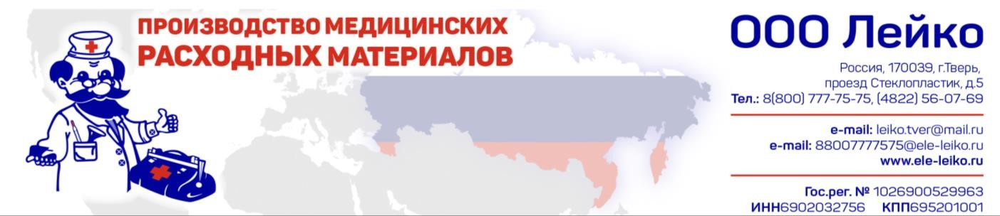 ПРОИЗВОДСТВО МЕДИЦИНСКИХ
РАСХОДНЫХ МАТЕРИАЛОВ
ООО Лейко
Россия, 170039, г.Тверь,
проезд Стеклопластик, д.5
Тел.: 8(800) 777-75-75, (4822) 56-07-69
e-mail: leiko.tver@mail.ru
e-mail: 88007777575@ele-leiko.ru
www.ele-leiko.ru
Гос.рег. № 1026900529963
ИНН6902032756 КПП695201001